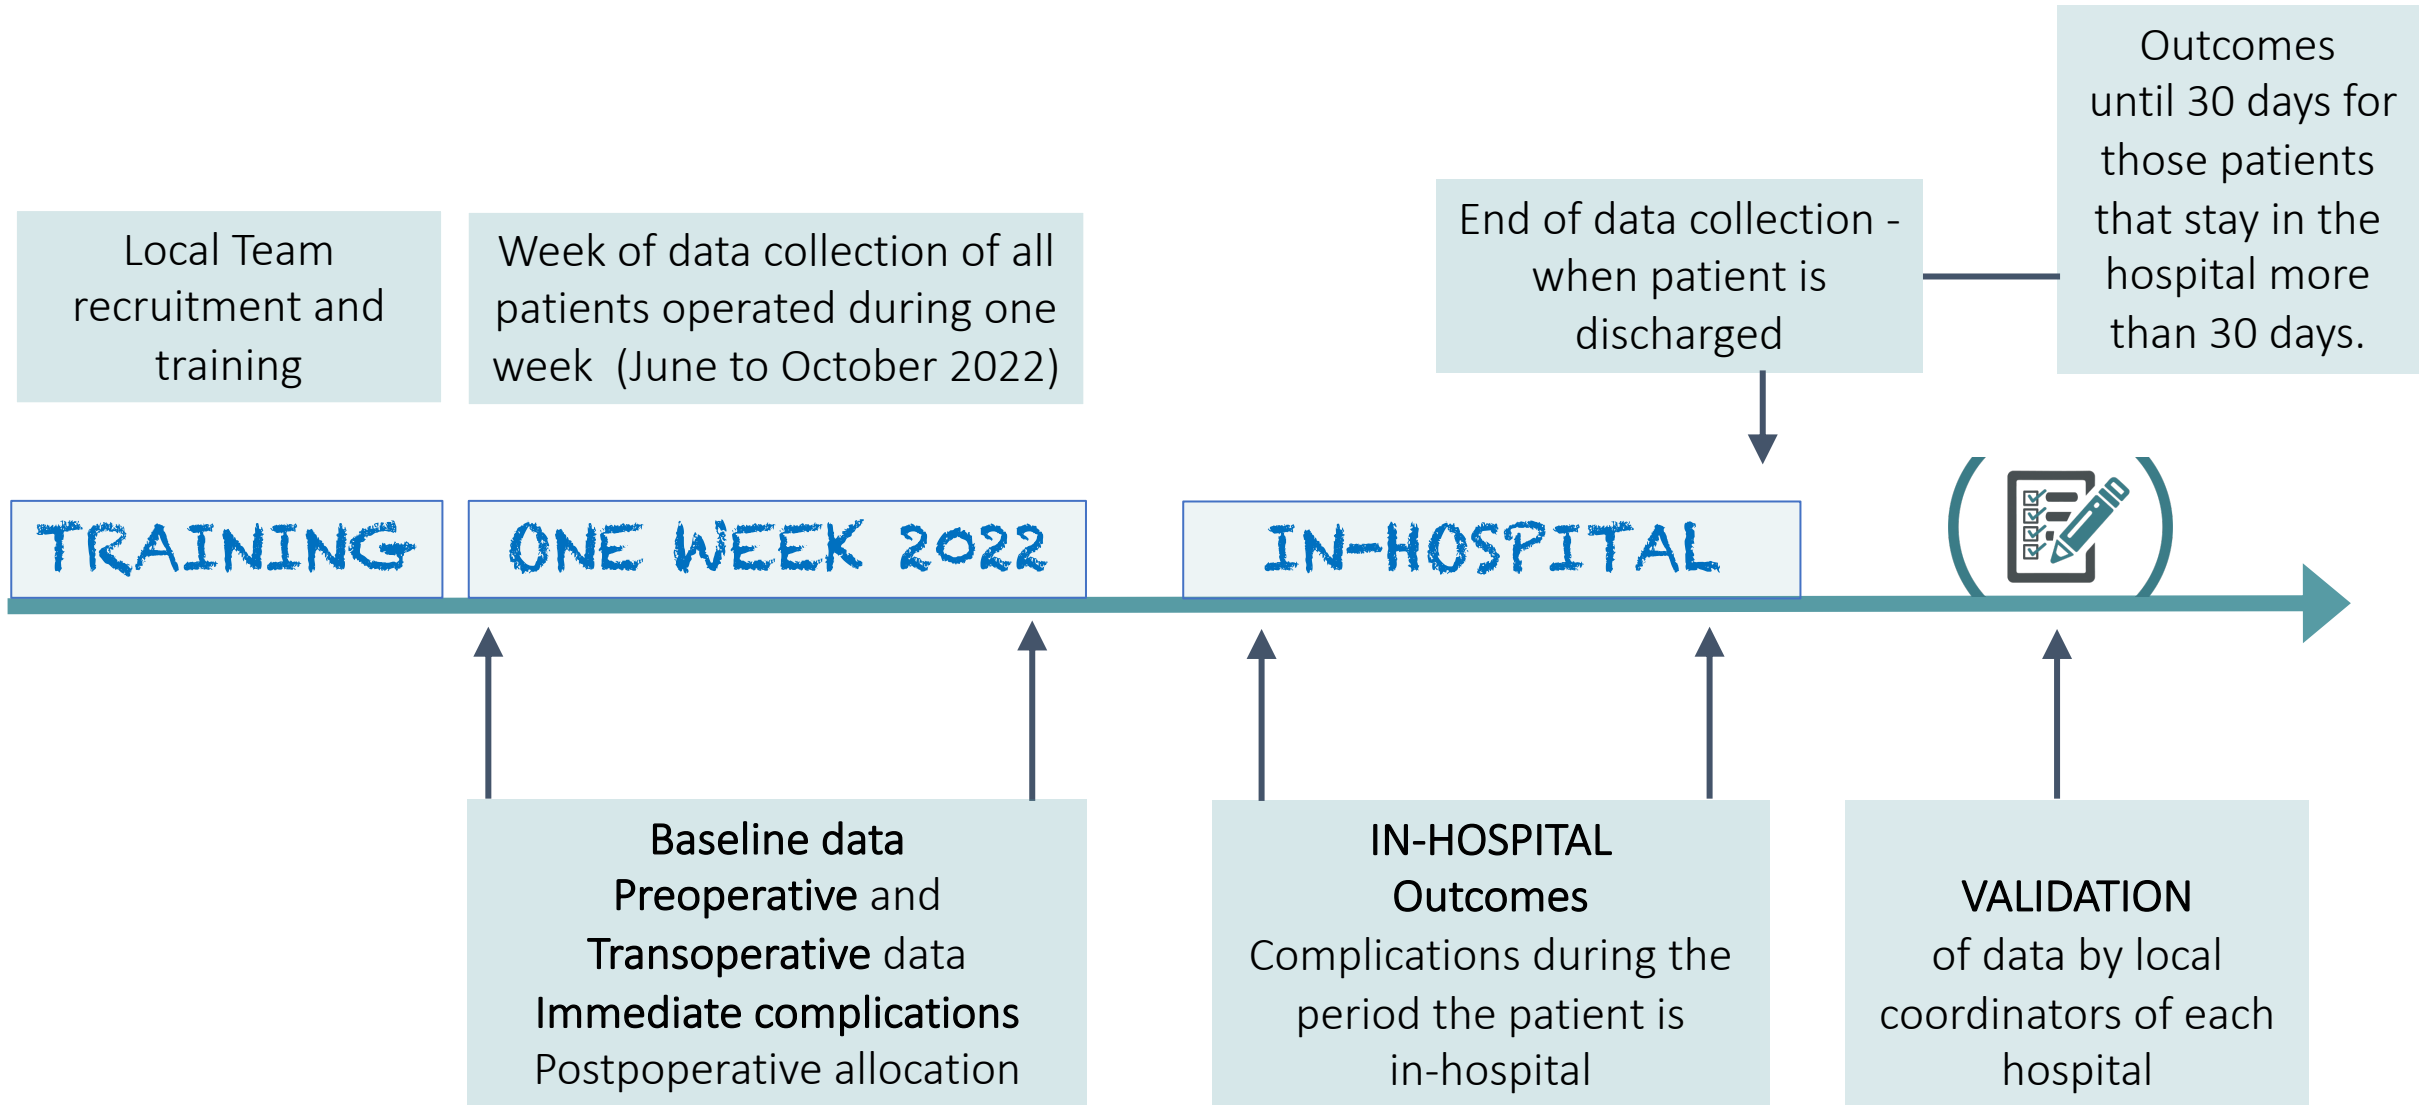 Outcomes
until 30 days for
those patients
that stay in the
hospital more
than 30 days.
End of data collection -
when patient is
discharged
Local Team
recruitment and
training
Week of data collection of all
patients operated during one
week (June to October 2022)
TRAINING
ONE WEEK 2022
IN-HOSPITAL
Baseline data
Preoperative and
Transoperative data
Immediate complications
Postpoperative allocation
IN-HOSPITAL
Outcomes
Complications during the
period the patient is
in-hospital
VALIDATION
of data by local
coordinators of each
hospital